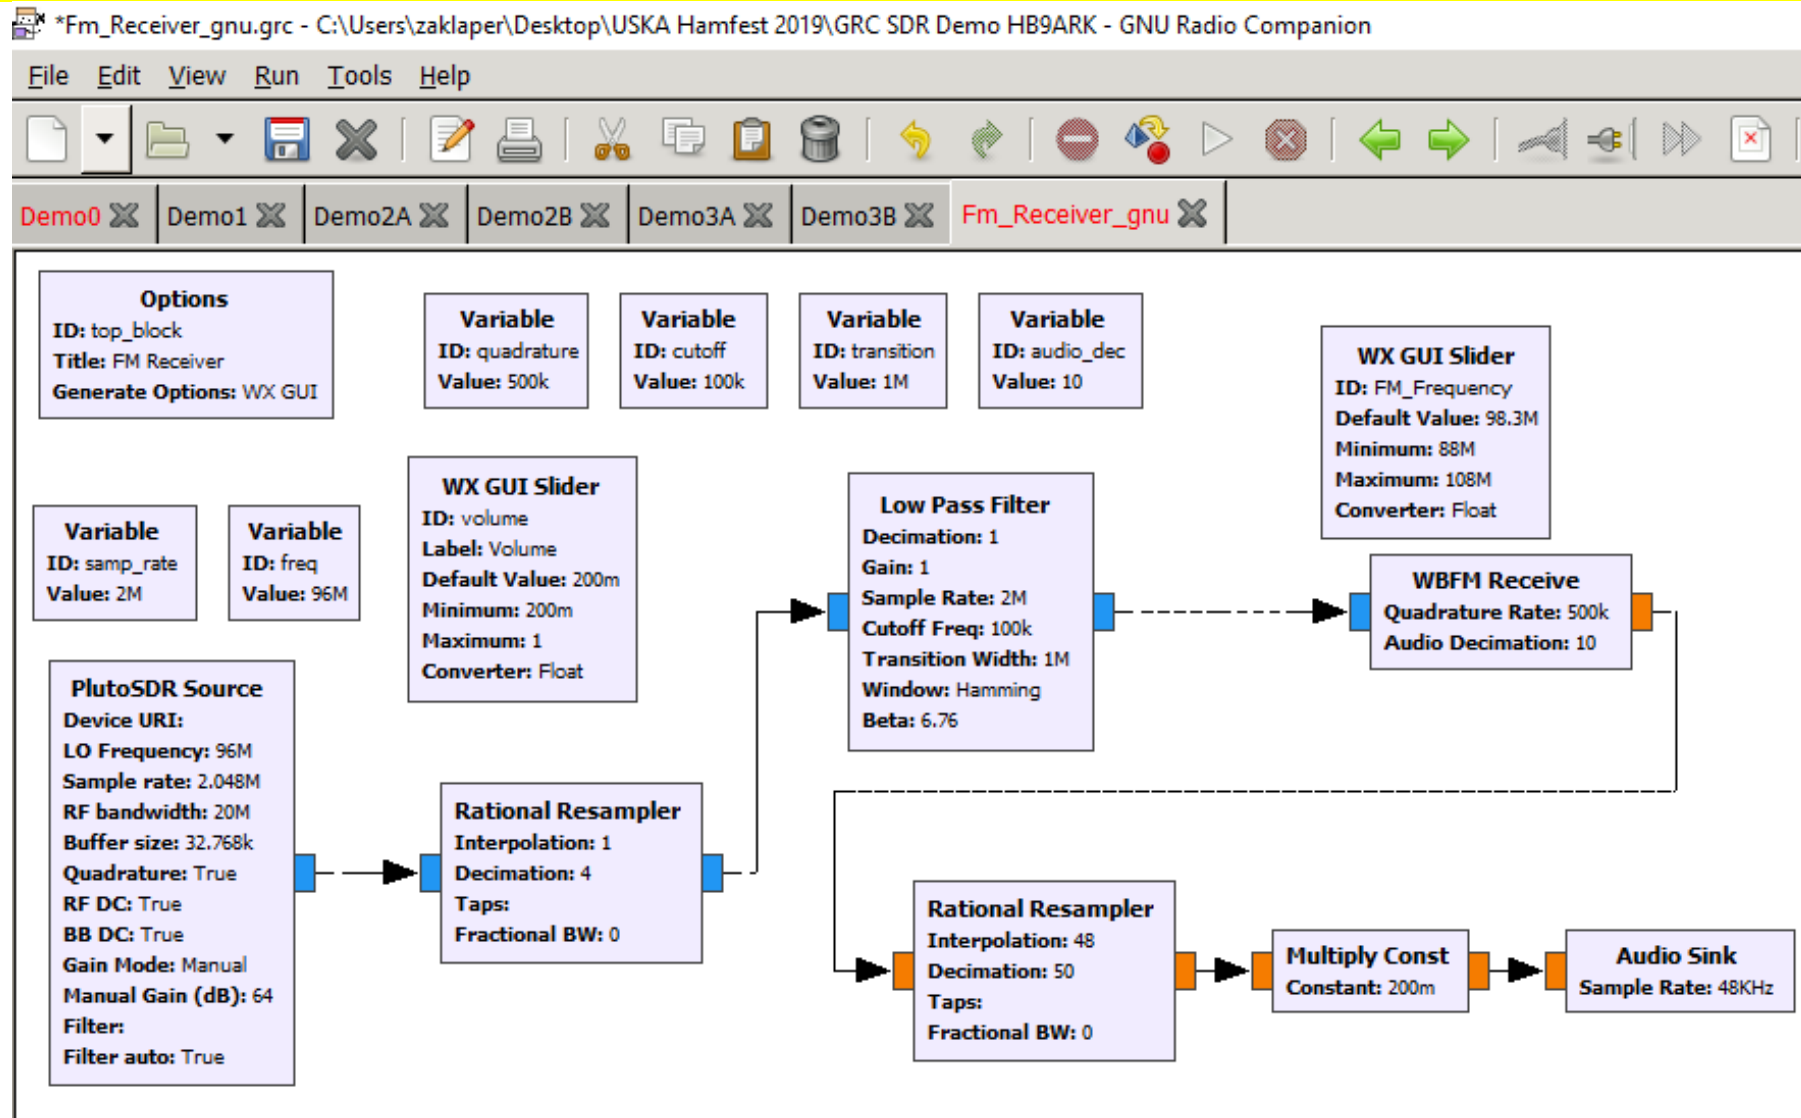 *Fm_Receiver_gnu.grc - C:\Users\zaklaper\Desktop\USKA Hamfest 2019\GRC SDR Demo HB9ARK - GNU Radio Companion
File Edit View Run Tools Help
Demo0 Demo1 Demo2A Demo2B Demo3A Demo3B Fm_Receiver_gnu
Options
ID: top_block
Title: FM Receiver
Generate Options: WX GUI
Variable
ID: quadrature
Value: 500k
Variable
ID: cutoff
Value: 100k
Variable
ID: transition
Value: 1M
Variable
ID: audio_dec
Value: 10
WX GUI Slider
ID: FM_Frequency
Default Value: 98.3M
Minimum: 88M
Maximum: 108M
Converter: Float
Variable
ID: samp_rate
Value: 2M
Variable
ID: freq
Value: 96M
WX GUI Slider
ID: volume
Label: Volume
Default Value: 200m
Minimum: 200m
Maximum: 1
Converter: Float
Low Pass Filter
Decimation: 1
Gain: 1
Sample Rate: 2M
Cutoff Freq: 100k
Transition Width: 1M
Window: Hamming
Beta: 6.76
WBFM Receive
Quadrature Rate: 500k
Audio Decimation: 10
PlutoSDR Source
Device URI:
LO Frequency: 96M
Sample rate: 2.048M
RF bandwidth: 20M
Buffer size: 32.768k
Quadrature: True
RF DC: True
BB DC: True
Gain Mode: Manual
Manual Gain (dB): 64
Filter:
Filter auto: True
Rational Resampler
Interpolation: 1
Decimation: 4
Taps:
Fractional BW: 0
Rational Resampler
Interpolation: 48
Decimation: 50
Taps:
Fractional BW: 0
Multiply Const
Constant: 200m
Audio Sink
Sample Rate: 48KHz